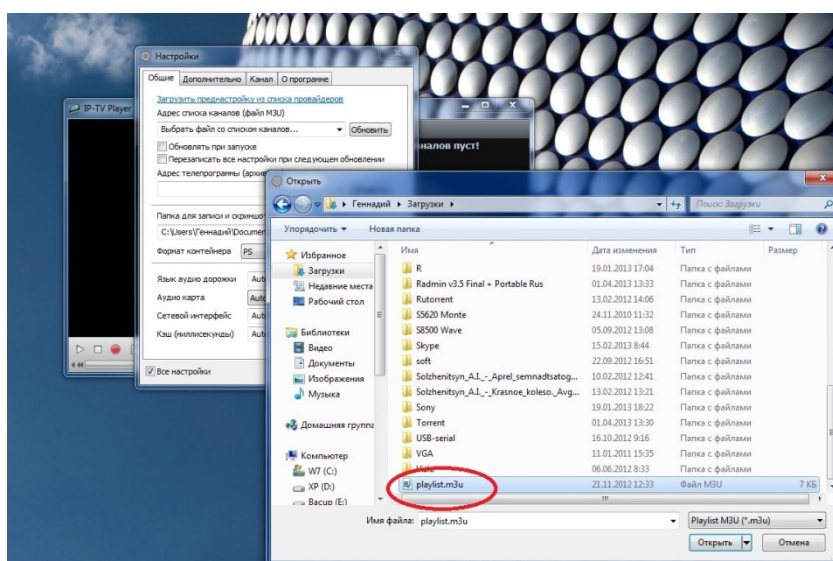 Настройки
Общие Дополнительно Канал О программе
Загрузить преднастройку из списка провайдеров
Адрес списка каналов (файл M3U)
Выбрать файл со списком каналов... Обновить
Обновлять при запуске
Перезаписать все настройки при следующем обновлении
Адрес телепрограммы
Папка для записи и
C:\Users\Геннадий\
Формат контейнера PS
Язык аудио дорожки
Аудио карта
Сетевой интерфейс
Кэш (миллисекунды)
Все настройки
IP-TV Player
налов пуст!
Открыть
Геннадий Загрузки
Поиск: Загрузки
Упорядочить Новая папка
Избранное
Загрузки
Недавние места
Рабочий стол
Библиотеки
Видео
Документы
Изображения
Музыка
Домашняя группа
Компьютер
W7 (C:)
XP (D:)
Bacup (E:)
Имя Дата изменения Тип Размер
R 19.01.2013 17:04 Папка с файлами
Radmin v3.5 Final + Portable Rus 01.04.2013 13:33 Папка с файлами
Rutorrent 13.02.2012 14:06 Папка с файлами
S5620 Monte 24.11.2010 11:32 Папка с файлами
S8500 Wave 05.09.2012 13:08 Папка с файлами
Skype 15.02.2013 8:44 Папка с файлами
soft 22.09.2012 16:51 Папка с файлами
Solzhenitsyn_A.I._-_Aprel_semnadtsatog... 10.02.2012 12:41 Папка с файлами
Solzhenitsyn_A.I._-_Krasnoe_koleso._Avg... 13.02.2012 13:21 Папка с файлами
Sony 19.01.2013 18:22 Папка с файлами
Torrent 01.04.2013 13:30 Папка с файлами
USB-serial 16.10.2012 9:16 Папка с файлами
VGA 11.01.2011 15:35 Папка с файлами
06.06.2012 8:33 Папка с файлами
playlist.m3u 21.11.2012 12:33 Файл M3U 7 КБ
Имя файла: playlist.m3u Playlist M3U (*.m3u)
Открыть Отмена